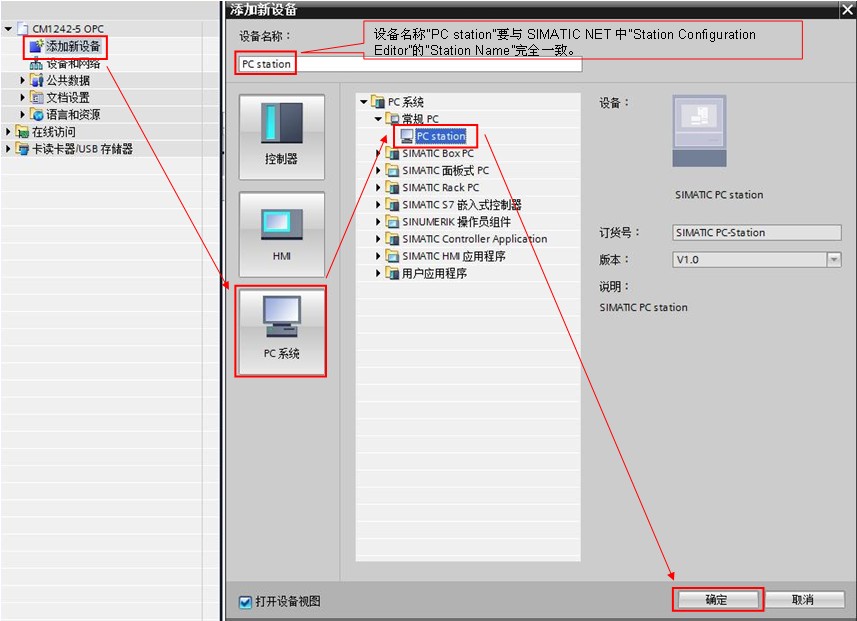 CM1242-5 OPC
添加新设备
设备和网络
公共数据
文档设置
语言和资源
在线访问
卡读卡器/USB 存储器
添加新设备
设备名称：
设备名称"PC station"要与 SIMATIC NET 中"Station Configuration
Editor"的"Station Name"完全一致。
PC station
控制器
HMI
PC 系统
PC 系统
常规 PC
PC station
SIMATIC Box PC
SIMATIC 面板式 PC
SIMATIC Rack PC
SIMATIC S7 嵌入式控制器
SINUMERIK 操作员组件
SIMATIC Controller Application
SIMATIC HMI 应用程序
用户应用程序
设备：
SIMATIC PC station
订货号：
SIMATIC PC-Station
版本：
V1.0
说明：
SIMATIC PC station
打开设备视图
确定
取消